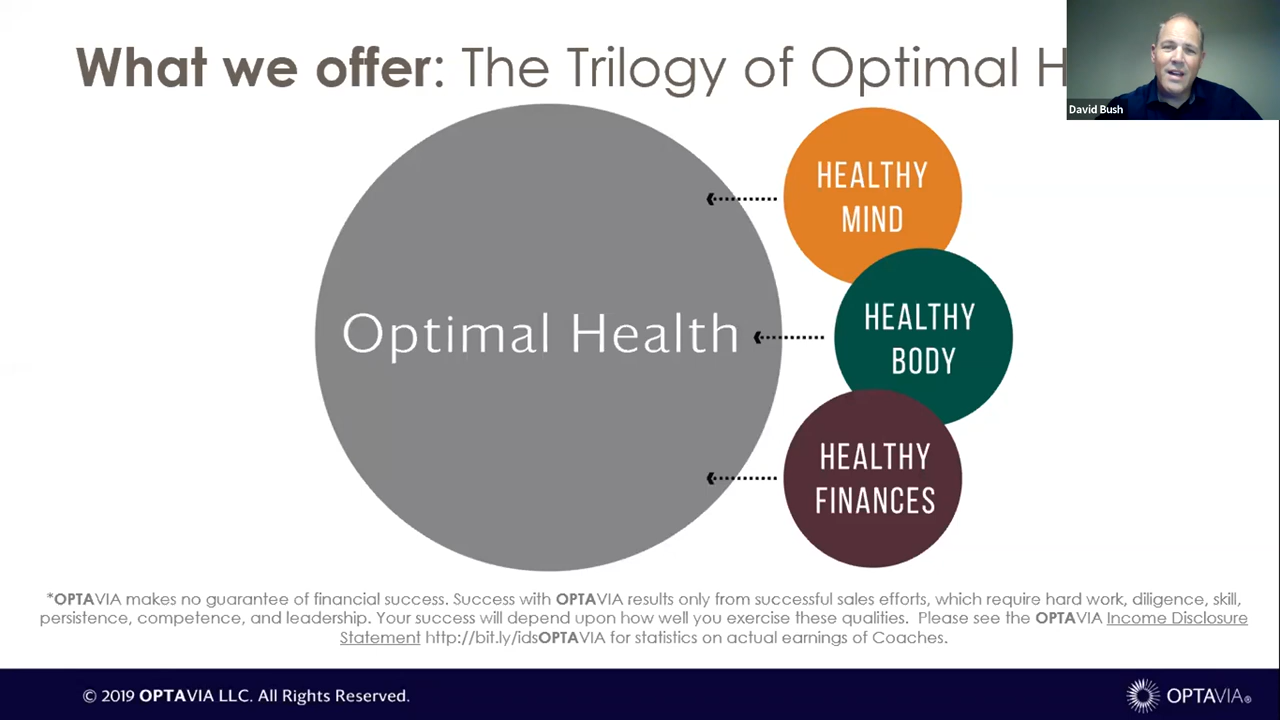 What we offer: The Trilogy of Optimal H
David Bush
HEALTHY
MIND
Optimal Health
HEALTHY
BODY
HEALTHY
FINANCES
*OPTAVIA makes no guarantee of financial success. Success with OPTAVIA results only from successful sales efforts, which require hard work, diligence, skill,
persistence, competence, and leadership. Your success will depend upon how well you exercise these qualities.  Please see the OPTAVIA Income Disclosure
Statement http://bit.ly/idsOPTAVIA for statistics on actual earnings of Coaches.
© 2019 OPTAVIA LLC. All Rights Reserved.
OPTAVIA®